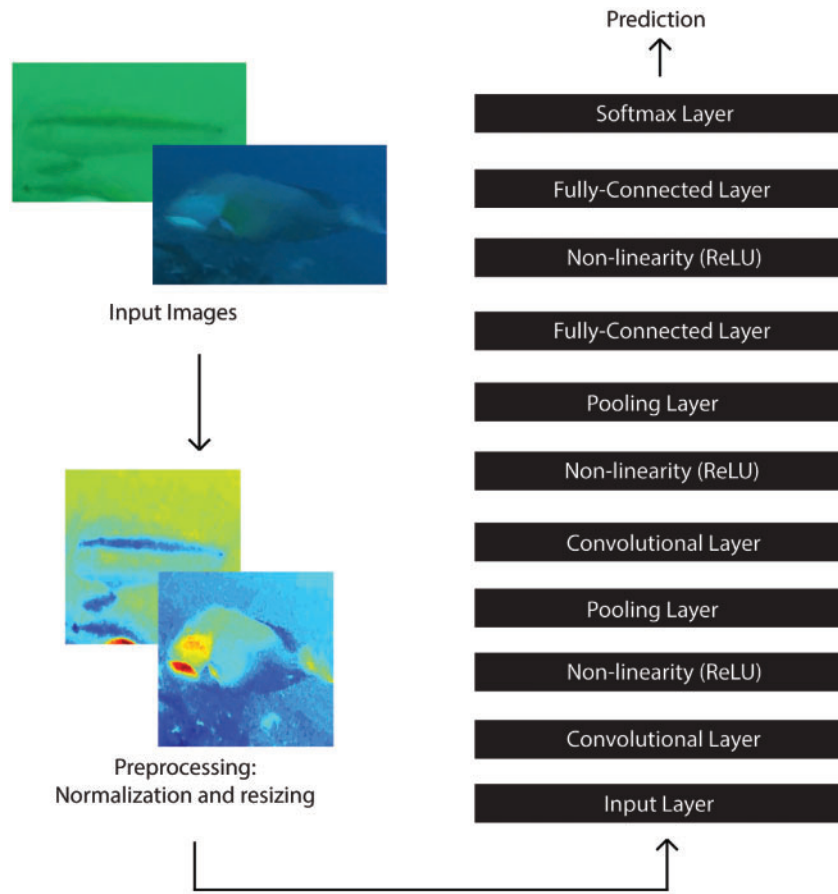 Input Images
Preprocessing:
Normalization and resizing
Prediction
Softmax Layer
Fully-Connected Layer
Non-linearity (ReLU)
Fully-Connected Layer
Pooling Layer
Non-linearity (ReLU)
Convolutional Layer
Pooling Layer
Non-linearity (ReLU)
Convolutional Layer
Input Layer